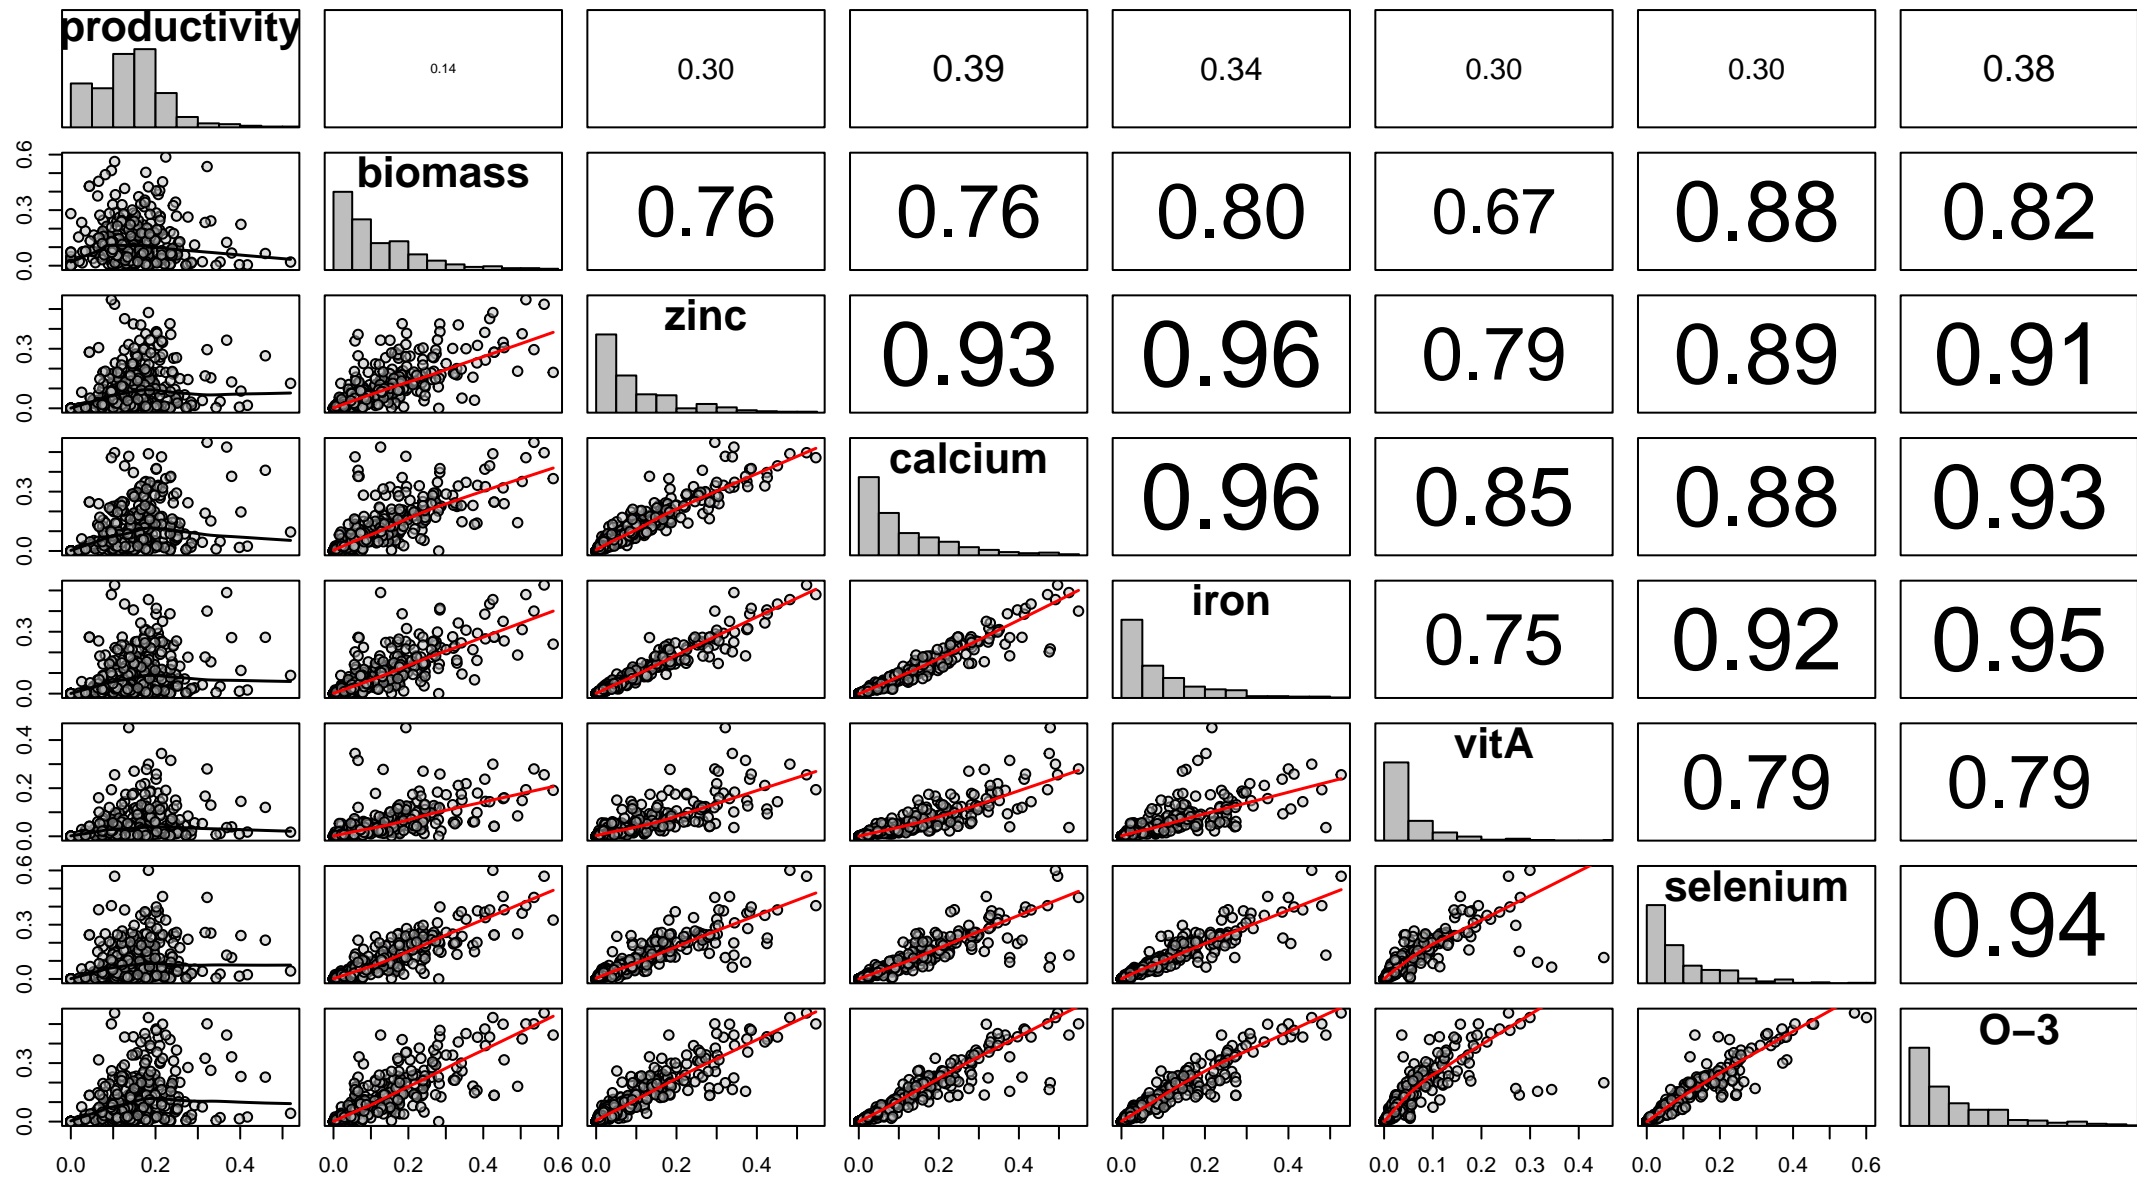 productivity 0.14 0.30 0.39 0.34 0.30 0.30 0.38
0.0 0.3 0.6 biomass 0.76 0.76 0.80 0.67 0.88 0.82
0.0 0.3 zinc 0.93 0.96 0.79 0.89 0.91
0.0 0.3 calcium 0.96 0.85 0.88 0.93
0.0 0.3 iron 0.75 0.92 0.95
0.0 0.2 0.4 vitA 0.79 0.79
0.0 0.3 0.6 selenium 0.94
0.0 0.3 O−3
0.0 0.2 0.4 0.0 0.2 0.4 0.6 0.0 0.2 0.4 0.0 0.2 0.4 0.0 0.2 0.4 0.0 0.1 0.2 0.3 0.4 0.0 0.2 0.4 0.6